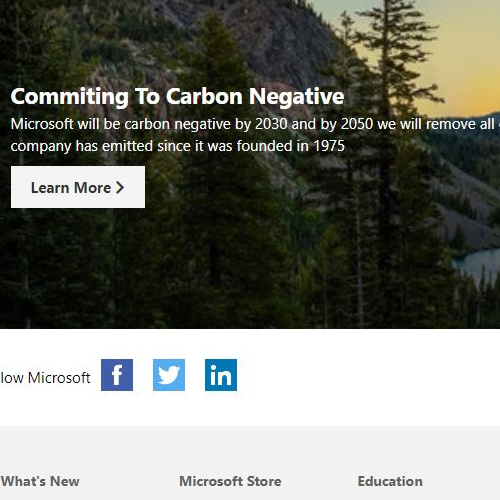 Commiting To Carbon Negative
Microsoft will be carbon negative by 2030 and by 2050 we will remove all
company has emitted since it was founded in 1975
Learn More
low Microsoft
f
in
What's New Microsoft Store Education